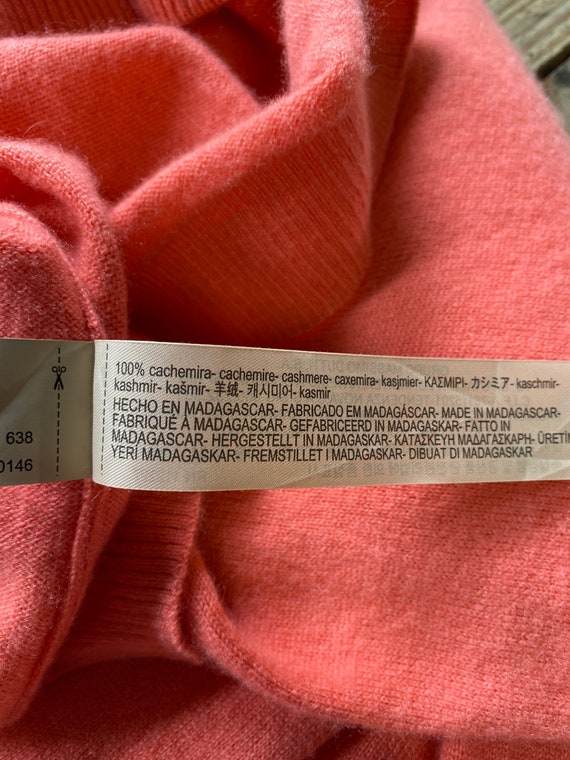 100% cachemira- cachemire- cashmere- caxemira- kasjmier- ΚΑΣΜΙΡΙ- カシミア- kaschmir-
kashmir- kašmir- 羊绒- 캐시미어- kasmir
HECHO EN MADAGASCAR- FABRICADO EM MADAGÁSCAR- MADE IN MADAGASCAR-
FABRIQUÉ À MADAGASCAR- GEFABRICEERD IN MADAGASKAR- FATTO IN
MADAGASCAR- HERGESTELLT IN MADAGASKAR- ΚΑΤΑΣΚΕΥΗ ΜΑΔΑΓΑΣΚΑΡΗ- ÜRETİM
YERİ MADAGASKAR- FREMSTILLET I MADAGASKAR- DIBUAT DI MADAGASKAR
638
0146